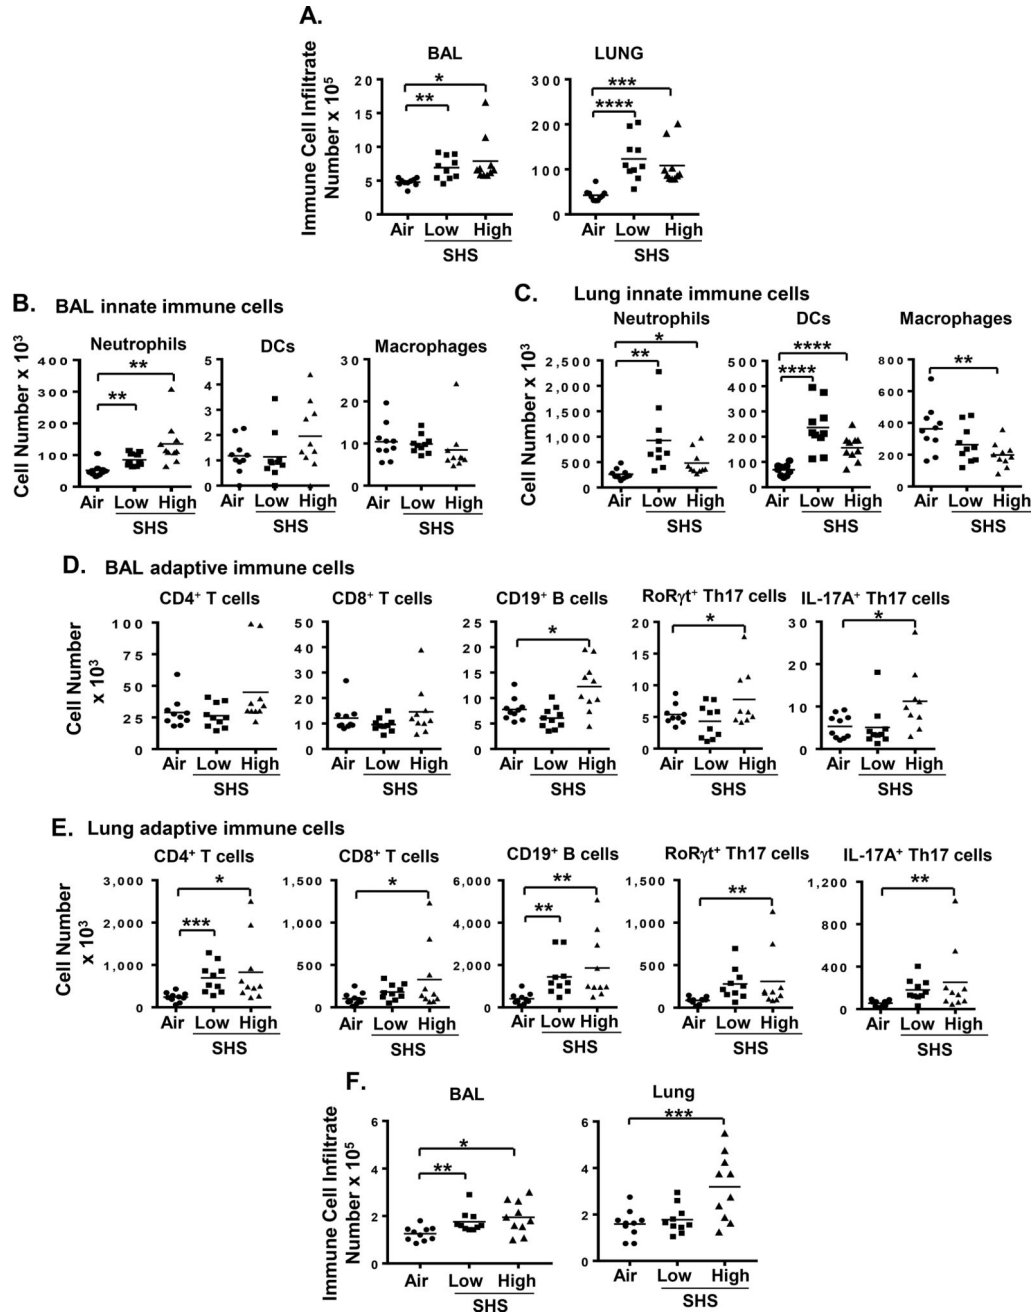 A.
BAL LUNG
Immune Cell Infiltrate
Number x 10⁵
20
15
10
5
0
* **
Air Low High
SHS
300
200
100
0
***
****
Air Low High
SHS
B. BAL innate immune cells
Cell Number x 10³
Neutrophils DCs Macrophages
400
300
200
100
0
**
**
Air Low High
SHS
5
4
3
2
1
0
Air Low High
SHS
30
20
10
0
Air Low High
SHS
C. Lung innate immune cells
Cell Number x 10³
Neutrophils DCs Macrophages
2,500
2,000
1,500
1,000
500
0
*
**
Air Low High
SHS
500
400
300
200
100
0
****
****
Air Low High
SHS
800
600
400
200
0
**
Air Low High
SHS
D. BAL adaptive immune cells
Cell Number
x 10³
CD4⁺ T cells CD8⁺ T cells CD19⁺ B cells RoRγt⁺ Th17 cells IL-17A⁺ Th17 cells
100
75
50
25
0
Air Low High
SHS
50
40
30
20
10
0
Air Low High
SHS
25
20
15
10
5
0
*
Air Low High
SHS
20
15
10
5
0
*
Air Low High
SHS
30
20
10
0
*
Air Low High
SHS
E. Lung adaptive immune cells
Cell Number
x 10³
CD4⁺ T cells CD8⁺ T cells CD19⁺ B cells RoRγt⁺ Th17 cells IL-17A⁺ Th17 cells
3,000
2,000
1,000
0
*
***
Air Low High
SHS
1,500
1,000
500
0
*
Air Low High
SHS
6,000
4,000
2,000
0
**
**
Air Low High
SHS
1,500
1,000
500
0
**
Air Low High
SHS
1,200
800
400
0
**
Air Low High
SHS
F.
BAL Lung
Immune Cell Infiltrate
Number x 10⁵
6
4
2
0
*
**
Air Low High
SHS
6
4
2
0
***
Air Low High
SHS